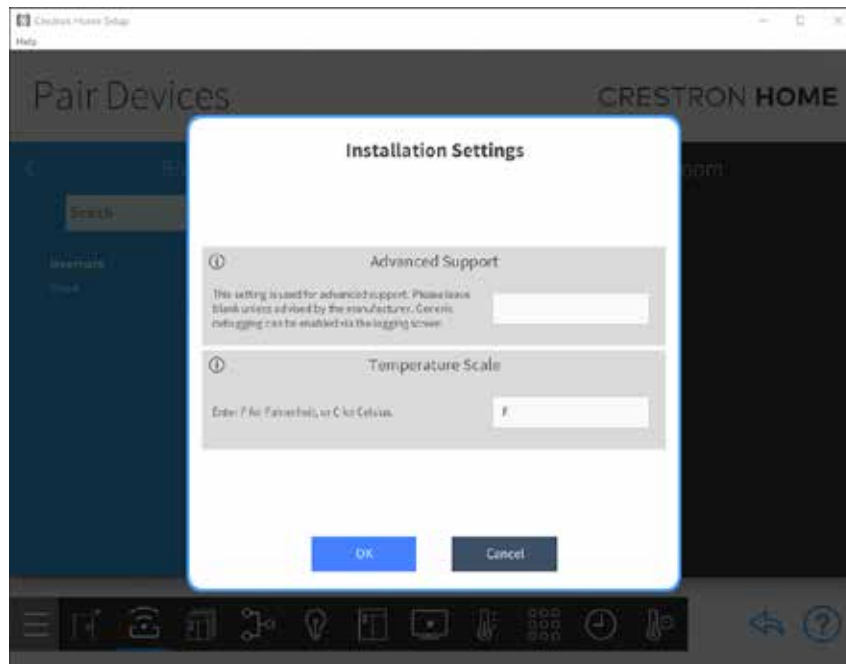 Crestron Home Setup
Help
Pair Devices
CRESTRON HOME
Search
Installation Settings
Advanced Support
This setting is used for advanced support. Please leave
blank unless advised by the manufacturer. Generic
debugging can be enabled via the logging screen.
Temperature Scale
Enter F for Fahrenheit, or C for Celsius.
F
OK
Cancel